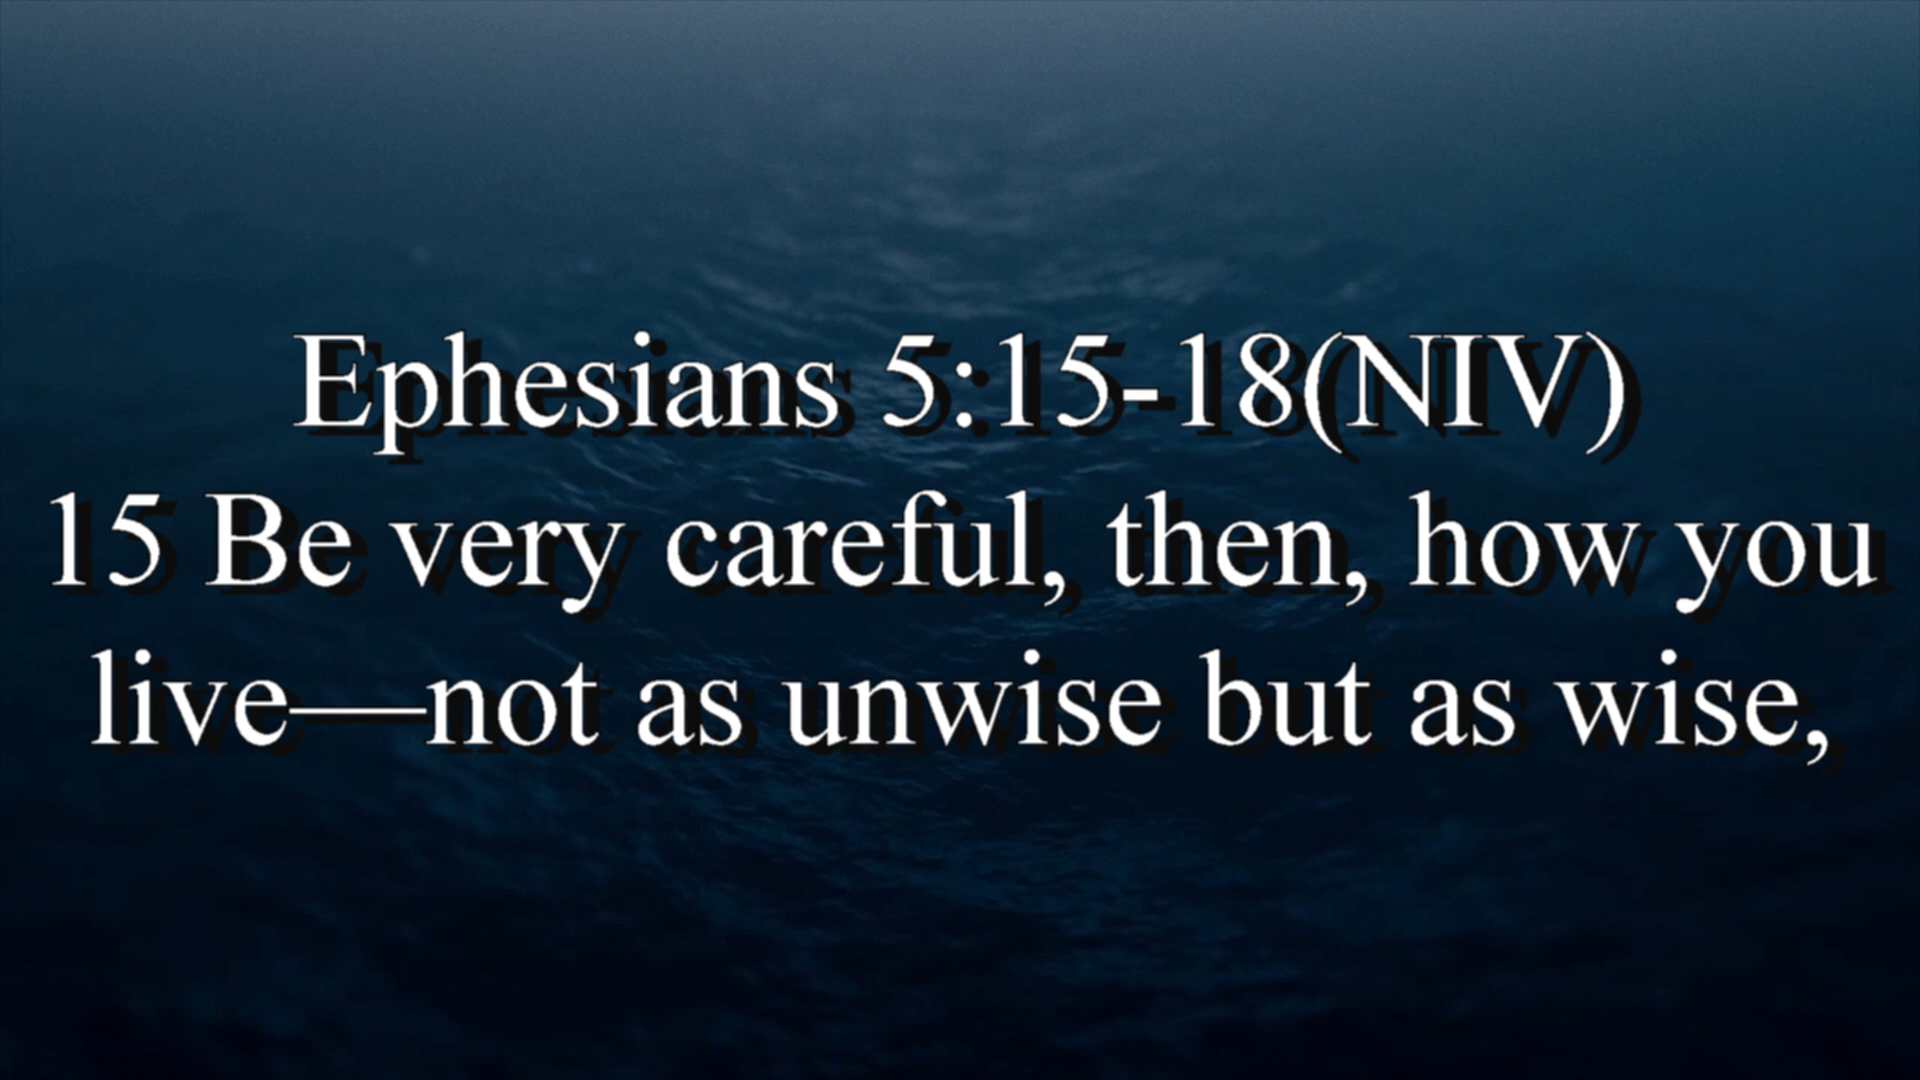 Ephesians 5:15-18(NIV)
15 Be very careful, then, how you
live—not as unwise but as wise,